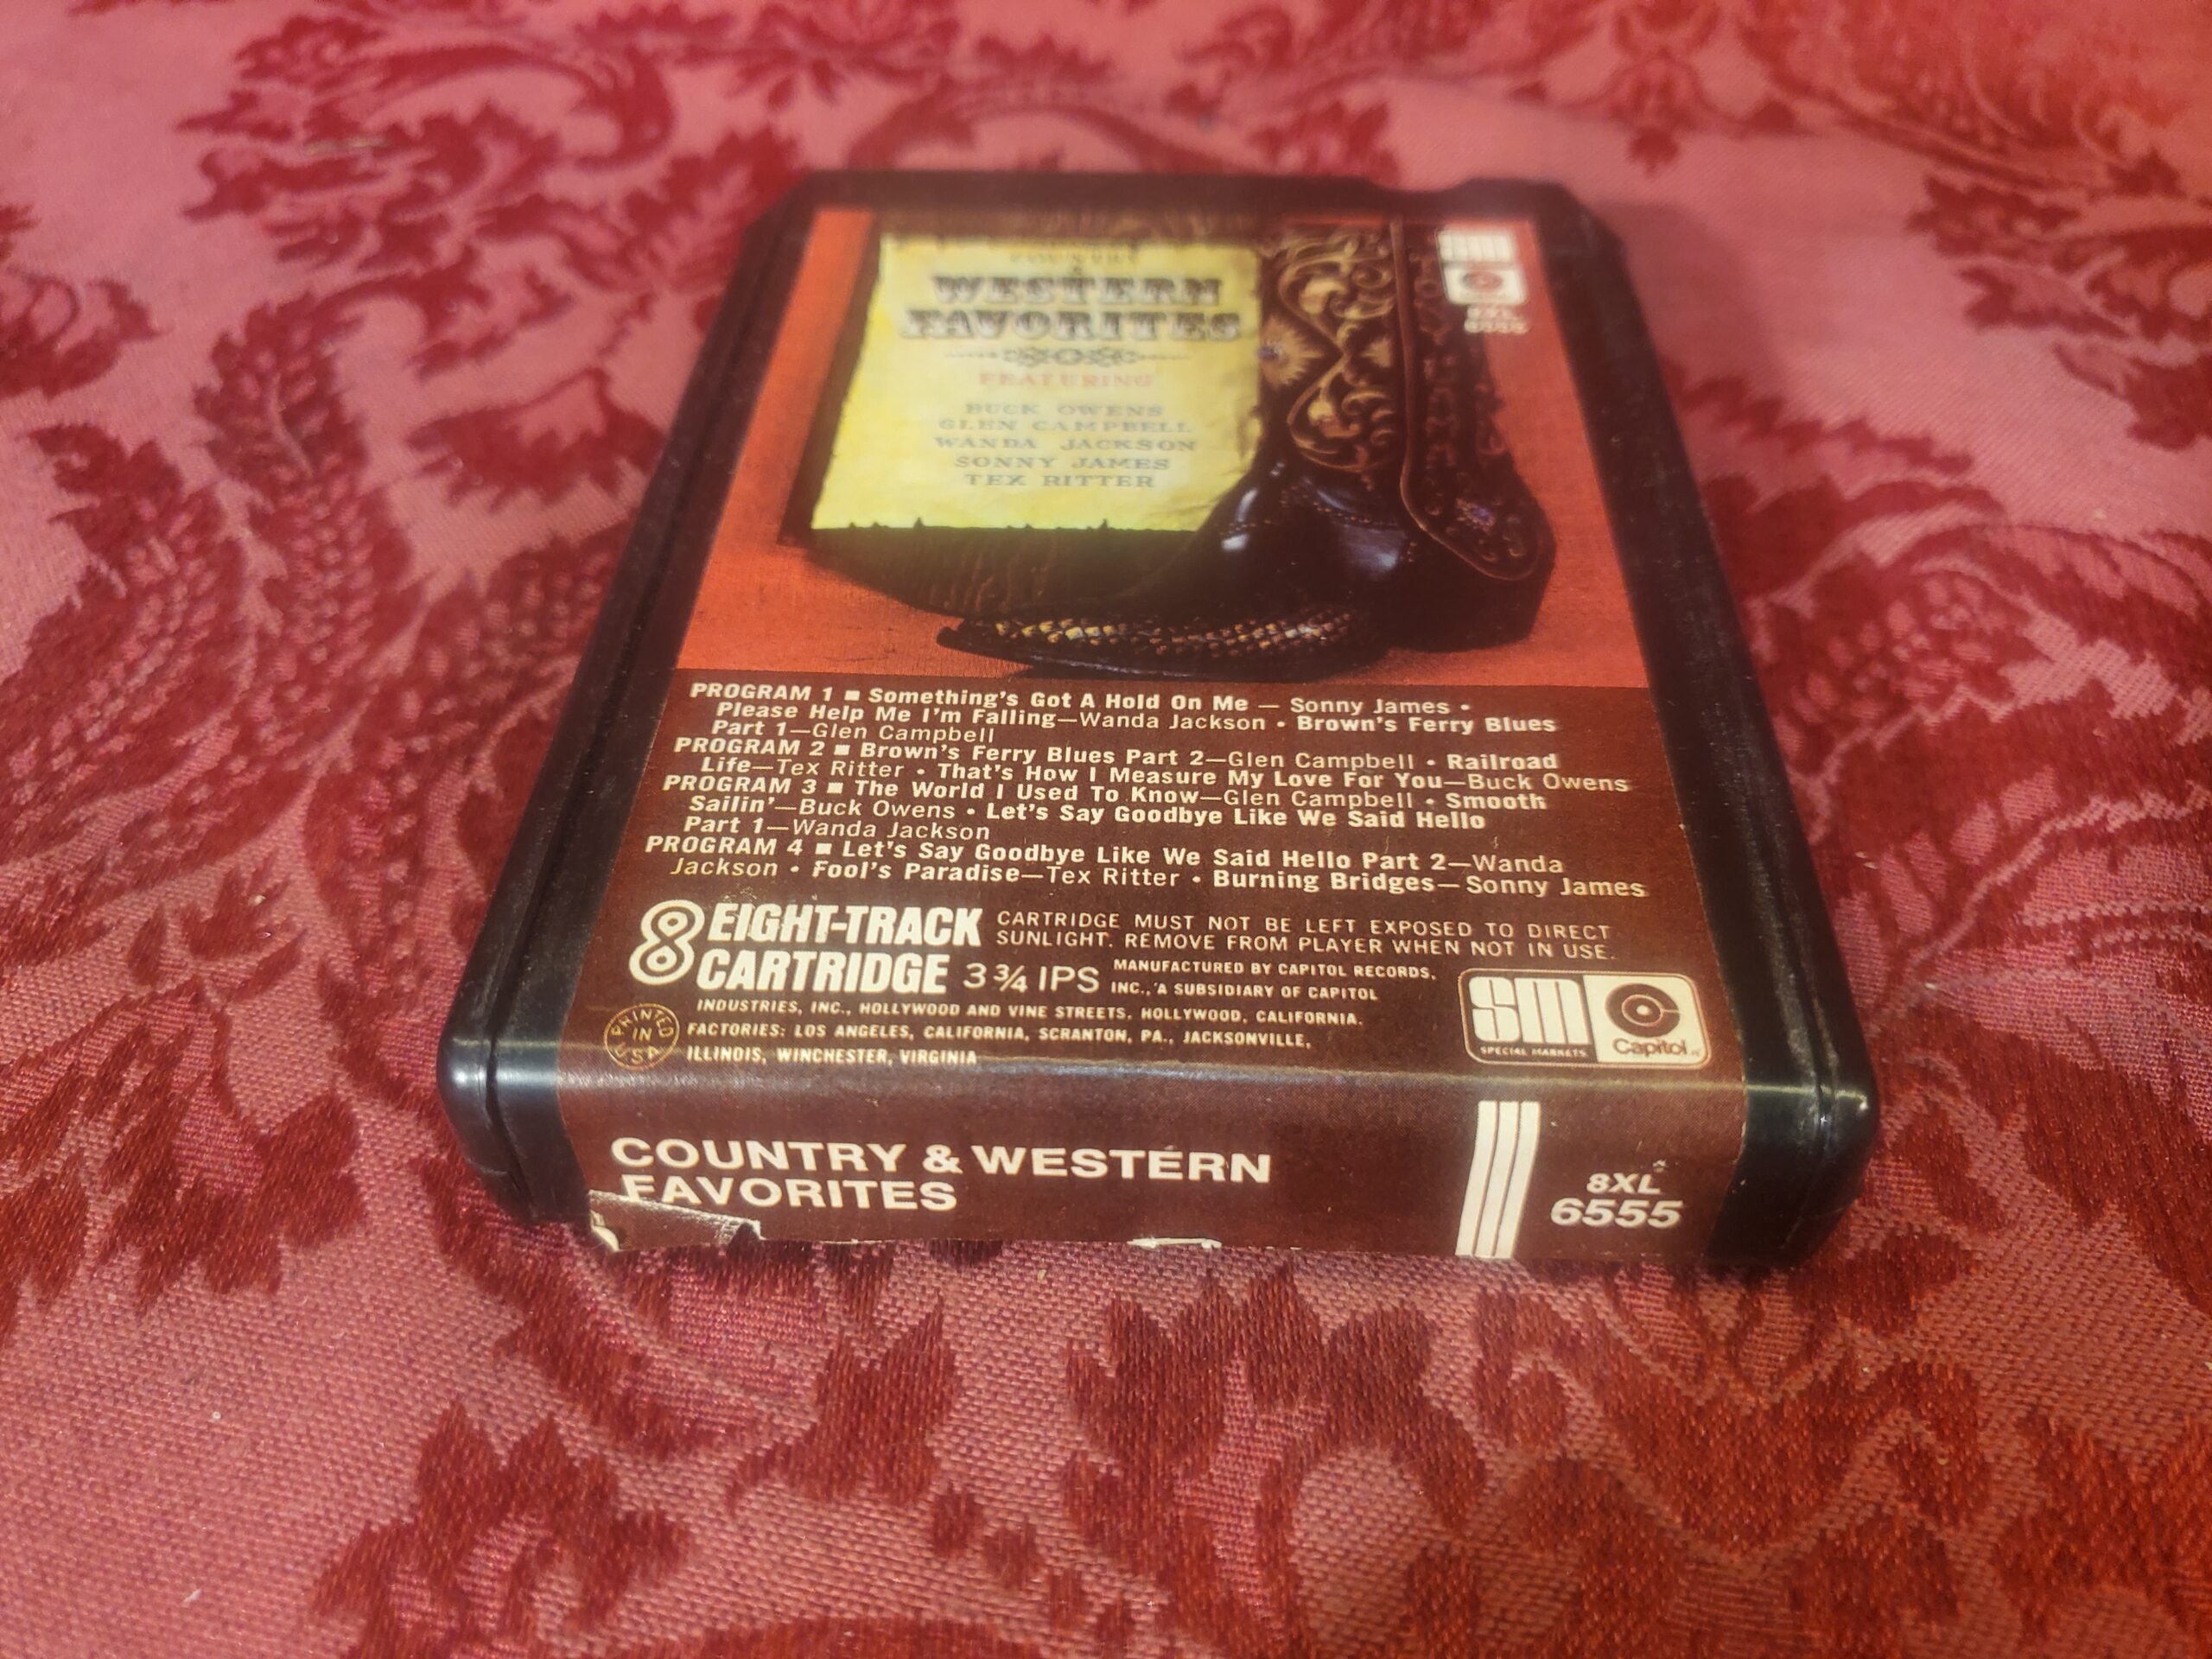 COUNTRY
&
WESTERN
FAVORITES
FEATURING
BUCK OWENS
GLEN CAMPBELL
WANDA JACKSON
SONNY JAMES
TEX RITTER
TONY LAMA
SM
8XL
6555
PROGRAM 1 ■ Something's Got A Hold On Me — Sonny James •
Please Help Me I'm Falling—Wanda Jackson • Brown's Ferry Blues
Part 1—Glen Campbell
PROGRAM 2 ■ Brown's Ferry Blues Part 2—Glen Campbell • Railroad
Life—Tex Ritter • That's How I Measure My Love For You—Buck Owens
PROGRAM 3 ■ The World I Used To Know—Glen Campbell • Smooth
Sailin'—Buck Owens • Let's Say Goodbye Like We Said Hello
Part 1—Wanda Jackson
PROGRAM 4 ■ Let's Say Goodbye Like We Said Hello Part 2—Wanda
Jackson • Fool's Paradise—Tex Ritter • Burning Bridges—Sonny James
8 EIGHT-TRACK
CARTRIDGE 3 ¾ IPS
CARTRIDGE MUST NOT BE LEFT EXPOSED TO DIRECT
SUNLIGHT. REMOVE FROM PLAYER WHEN NOT IN USE.
MANUFACTURED BY CAPITOL RECORDS,
INC., A SUBSIDIARY OF CAPITOL
INDUSTRIES, INC., HOLLYWOOD AND VINE STREETS, HOLLYWOOD, CALIFORNIA.
FACTORIES: LOS ANGELES, CALIFORNIA, SCRANTON, PA., JACKSONVILLE,
ILLINOIS, WINCHESTER, VIRGINIA
PRINTED
IN
USA
SM
SPECIAL MARKETS
Capitol
COUNTRY & WESTERN
FAVORITES
8XL
6555